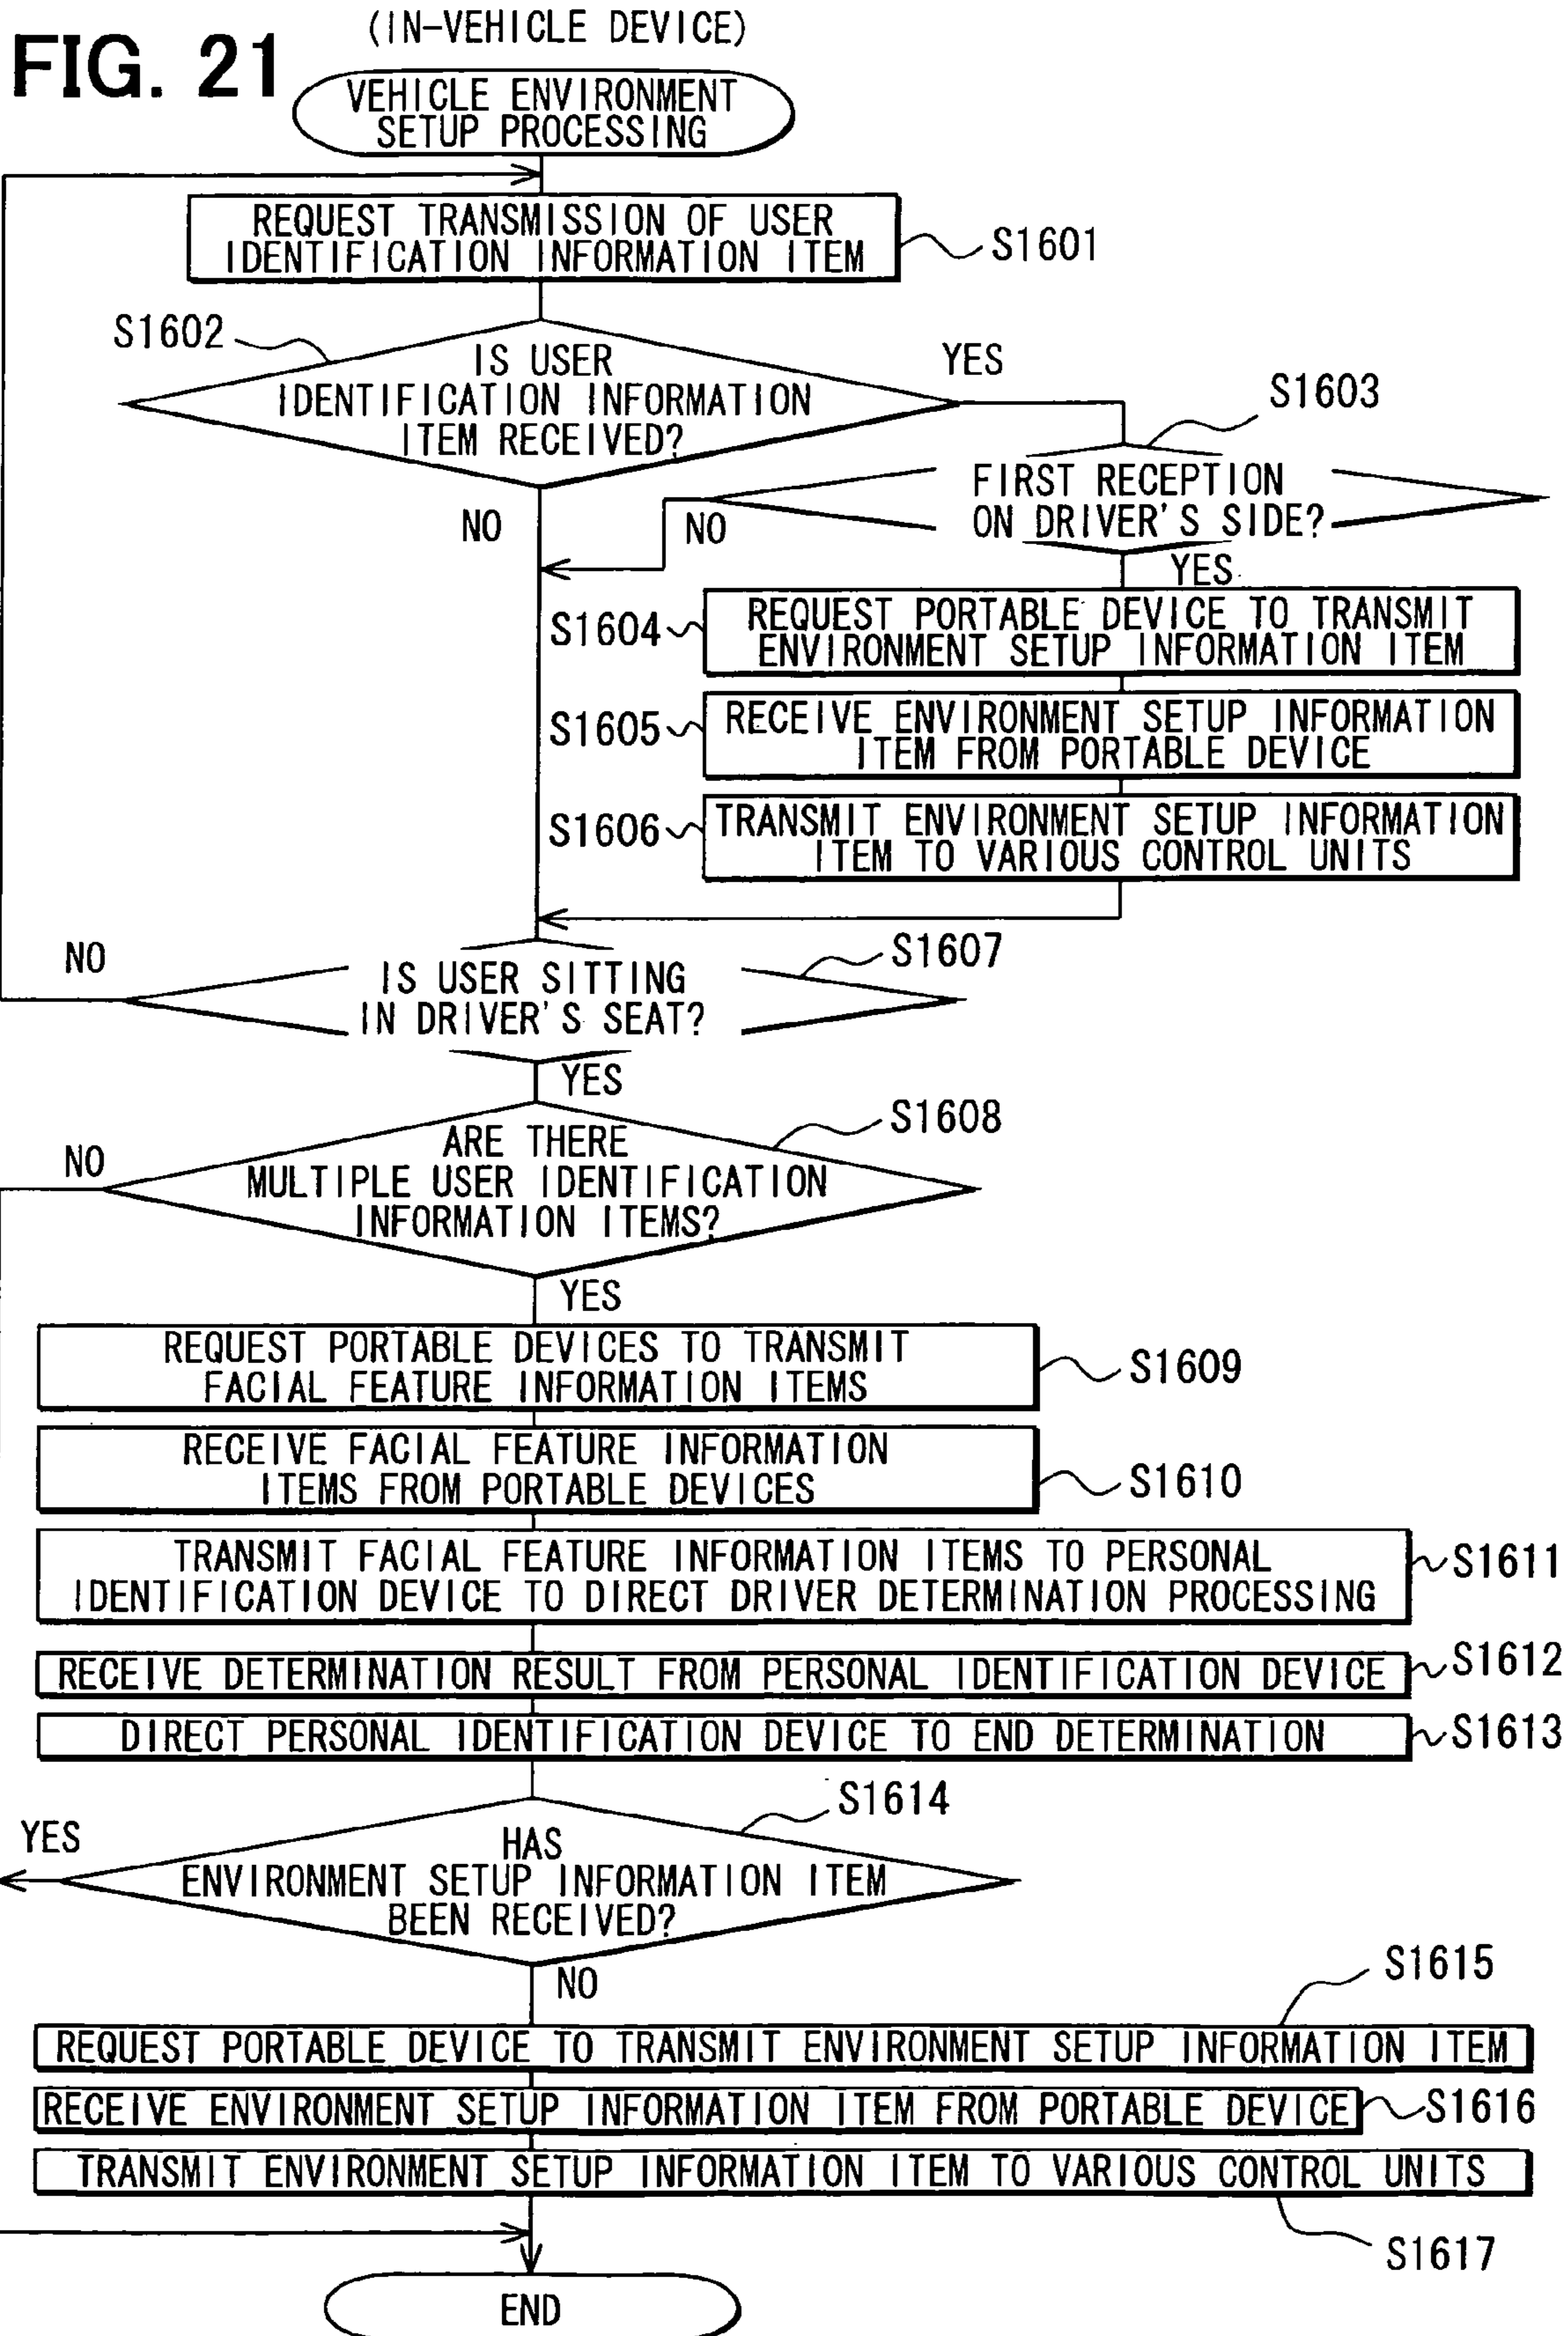 FIG. 21
(IN-VEHICLE DEVICE)
VEHICLE ENVIRONMENT
SETUP PROCESSING
REQUEST TRANSMISSION OF USER
IDENTIFICATION INFORMATION ITEM
S1601
S1602
IS USER
IDENTIFICATION INFORMATION
ITEM RECEIVED?
YES
NO
S1603
FIRST RECEPTION
ON DRIVER'S SIDE?
NO
YES
S1604
REQUEST PORTABLE DEVICE TO TRANSMIT
ENVIRONMENT SETUP INFORMATION ITEM
S1605
RECEIVE ENVIRONMENT SETUP INFORMATION
ITEM FROM PORTABLE DEVICE
S1606
TRANSMIT ENVIRONMENT SETUP INFORMATION
ITEM TO VARIOUS CONTROL UNITS
NO
S1607
IS USER SITTING
IN DRIVER'S SEAT?
YES
NO
S1608
ARE THERE
MULTIPLE USER IDENTIFICATION
INFORMATION ITEMS?
YES
REQUEST PORTABLE DEVICES TO TRANSMIT
FACIAL FEATURE INFORMATION ITEMS
S1609
RECEIVE FACIAL FEATURE INFORMATION
ITEMS FROM PORTABLE DEVICES
S1610
TRANSMIT FACIAL FEATURE INFORMATION ITEMS TO PERSONAL
IDENTIFICATION DEVICE TO DIRECT DRIVER DETERMINATION PROCESSING
S1611
RECEIVE DETERMINATION RESULT FROM PERSONAL IDENTIFICATION DEVICE
S1612
DIRECT PERSONAL IDENTIFICATION DEVICE TO END DETERMINATION
S1613
S1614
YES
HAS
ENVIRONMENT SETUP INFORMATION ITEM
BEEN RECEIVED?
NO
S1615
REQUEST PORTABLE DEVICE TO TRANSMIT ENVIRONMENT SETUP INFORMATION ITEM
RECEIVE ENVIRONMENT SETUP INFORMATION ITEM FROM PORTABLE DEVICE
S1616
TRANSMIT ENVIRONMENT SETUP INFORMATION ITEM TO VARIOUS CONTROL UNITS
S1617
END